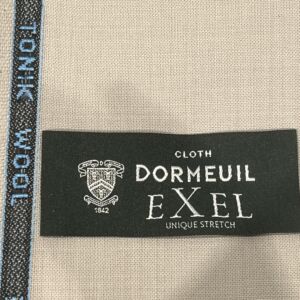 TONIK WOOL
CLOTH
DORMEUIL
EXEL
UNIQUE STRETCH
1842